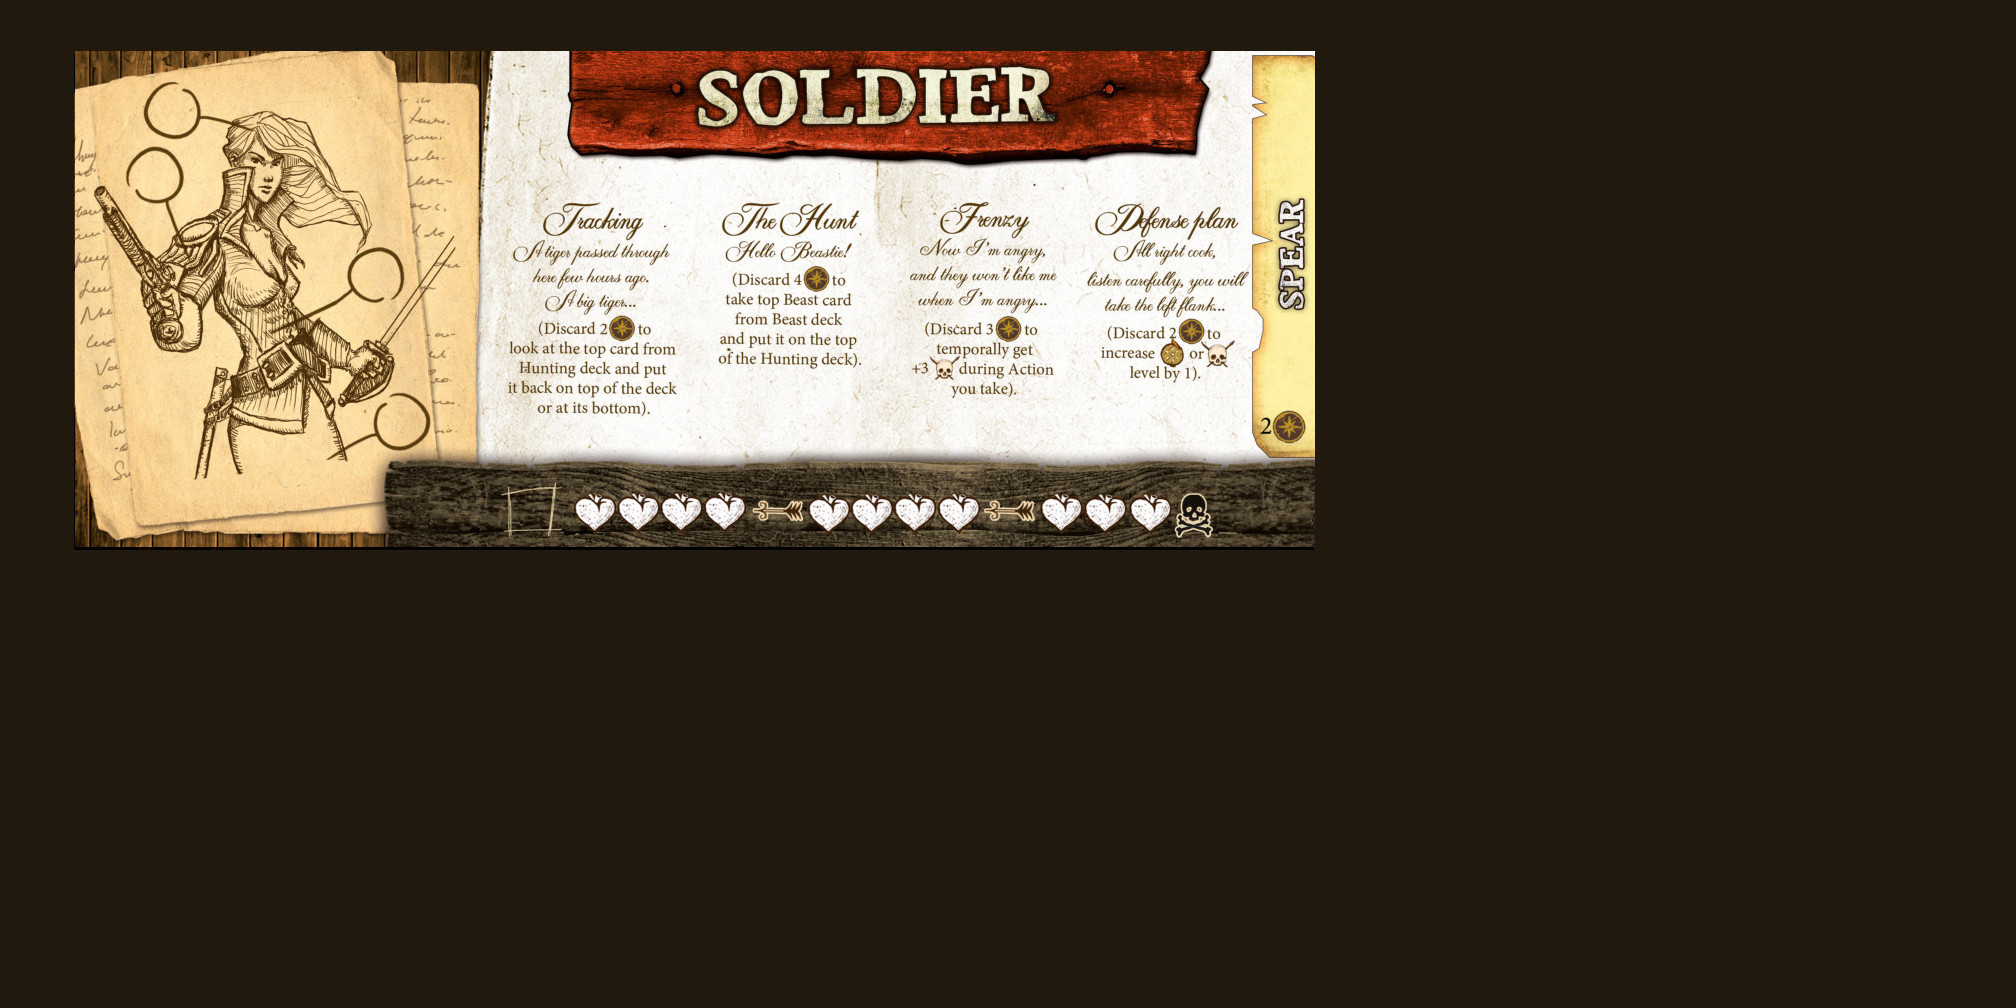 SOLDIER
Tracking
A tiger passed through
here few hours ago.
A big tiger...
(Discard 2 to
look at the top card from
Hunting deck and put
it back on top of the deck
or at its bottom).
The Hunt
Hello Beastie!
(Discard 4 to
take top Beast card
from Beast deck
and put it on the top
of the Hunting deck).
Frenzy
Now I'm angry,
and they won't like me
when I'm angry...
(Discard 3 to
temporally get
+3 during Action
you take).
Defense plan
All right cook,
listen carefully, you will
take the left flank...
(Discard 2 to
increase or
level by 1).
SPEAR
2